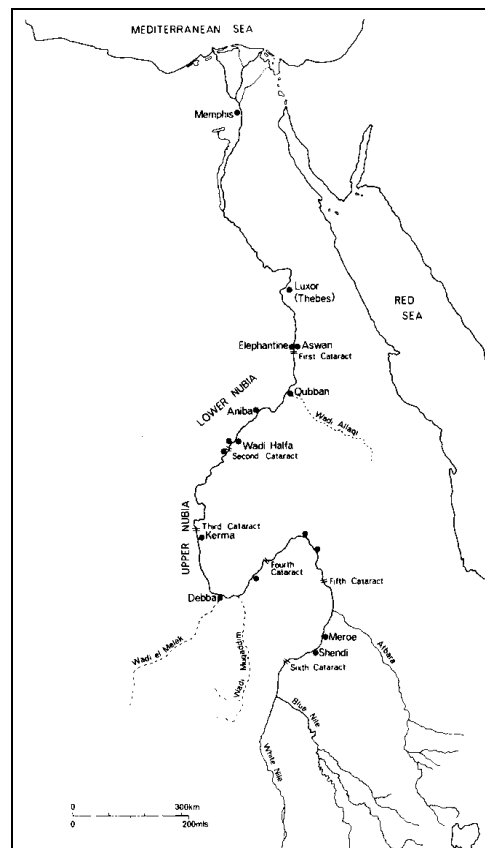 MEDITERRANEAN SEA
Memphis
Luxor
(Thebes)
RED
SEA
Elephantine
Aswan
First Cataract
LOWER NUBIA
Qubban
Aniba
Wadi Allaqi
Wadi Halfa
Second Cataract
UPPER NUBIA
Third Cataract
Kerma
Fourth
Cataract
Fifth Cataract
Debba
Wadi el Melek
Wadi Muqaddim
Meroe
Atbara
Shendi
Sixth Cataract
Blue Nile
White Nile
0 300km
0 200mls